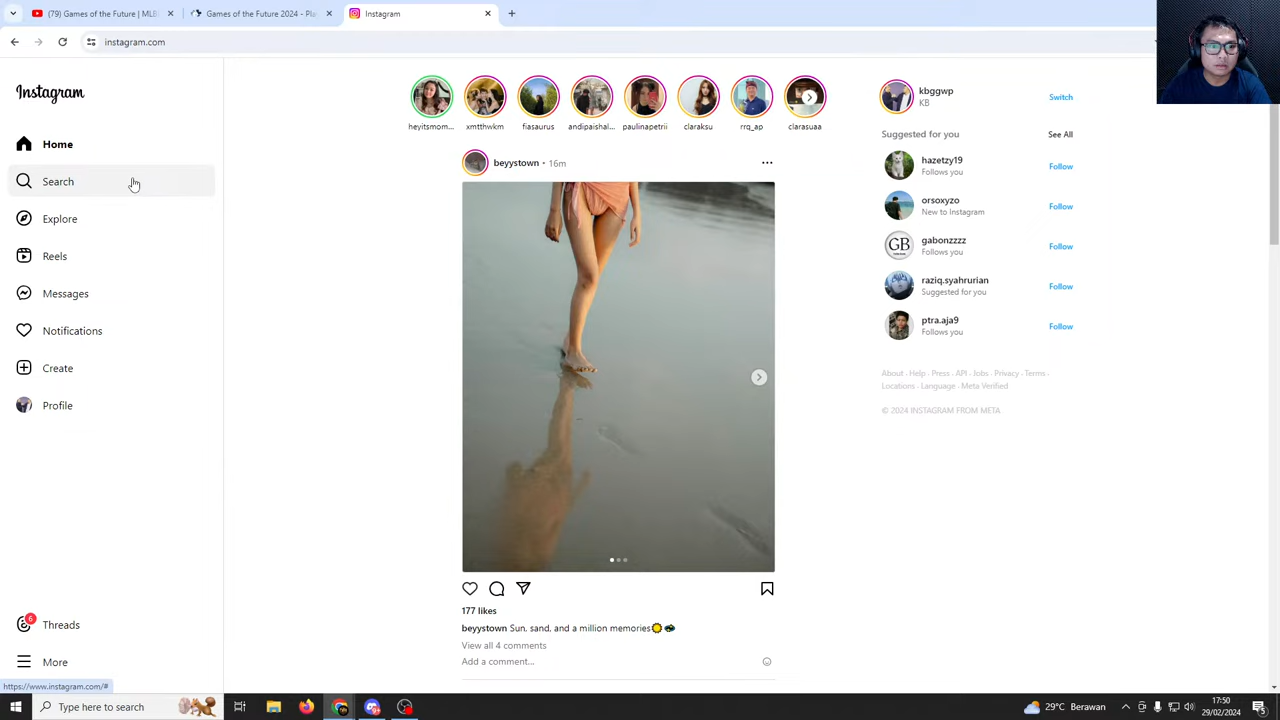 (79) Games of the Future | MLB
Games of the Future 2024 - Pla
Instagram
instagram.com
Instagram
Home
Search
Explore
Reels
Messages
Notifications
Create
Profile
Threads
6
More
https://www.instagram.com/#
heyitsmom...
xmtthwkm
fiasaurus
andipaishal...
paulinapetrii
claraksu
rrq_ap
clarasuaa
beyystown • 16m
177 likes
beyystown Sun, sand, and a million memories
View all 4 comments
Add a comment...
kbggwp
KB
Switch
Suggested for you
See All
hazetzy19
Follows you
Follow
orsoxyzo
New to Instagram
Follow
GB
gabonzzzz
Follows you
Follow
raziq.syahrurian
Suggested for you
Follow
ptra.aja9
Follows you
Follow
About · Help · Press · API · Jobs · Privacy · Terms ·
Locations · Language · Meta Verified
© 2024 INSTAGRAM FROM META
Type here to search
29°C Berawan
17:50
29/02/2024
5